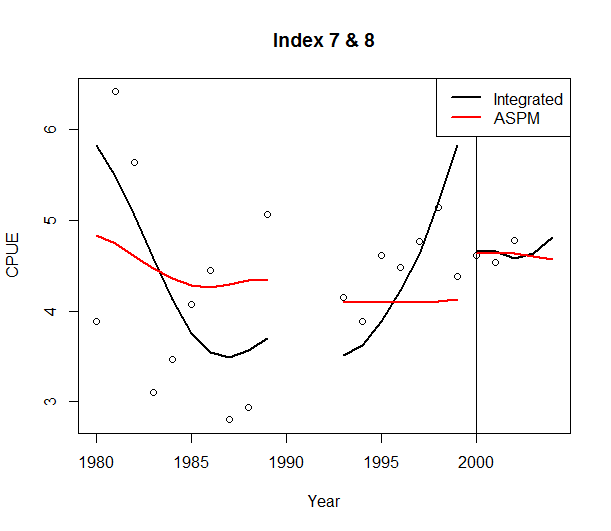 Index 7 & 8
Integrated
ASPM
CPUE
6
5
4
3
1980 1985 1990 1995 2000
Year